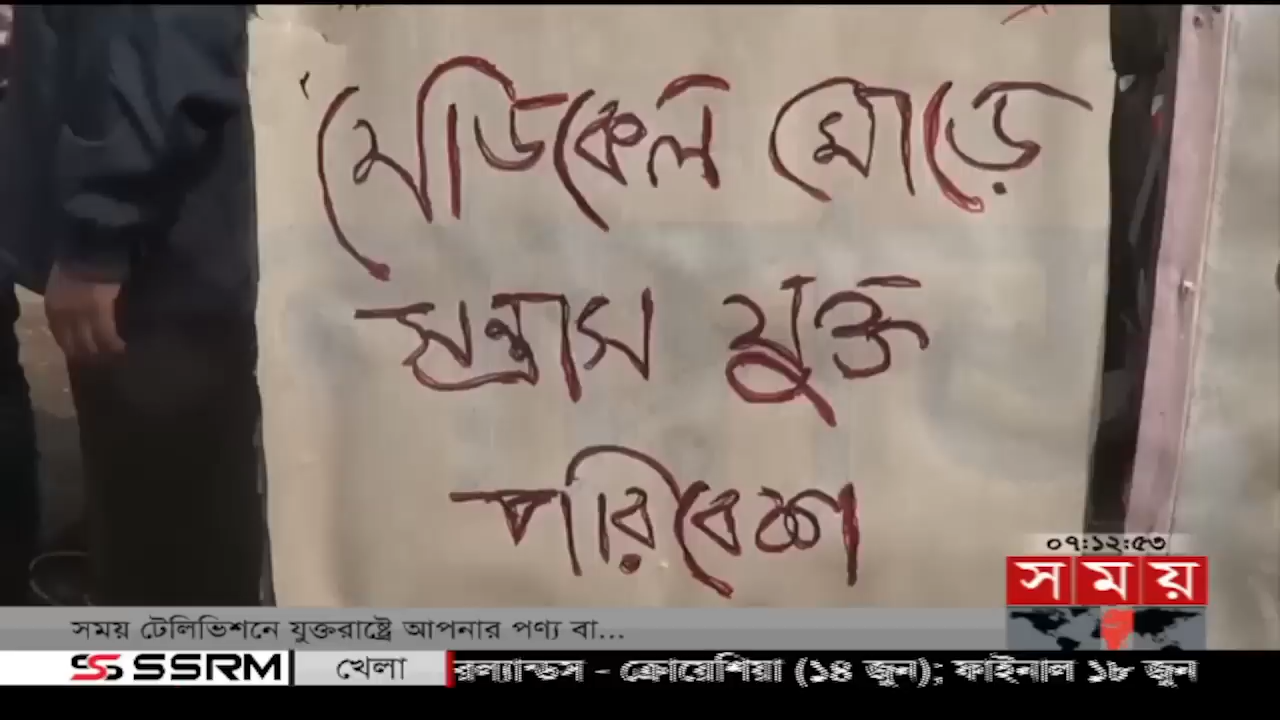 'মেডিকেল মোড়ে
সন্ত্রাস মুক্ত
পরিবেশ
০৭:১২:৫৩
সময়
সময় টেলিভিশনে যুক্তরাষ্ট্রে আপনার পণ্য বা...
SSRM
খেলা
রল্যান্ডস - ক্রোয়েশিয়া (১৪ জুন); ফাইনাল ১৮ জুন